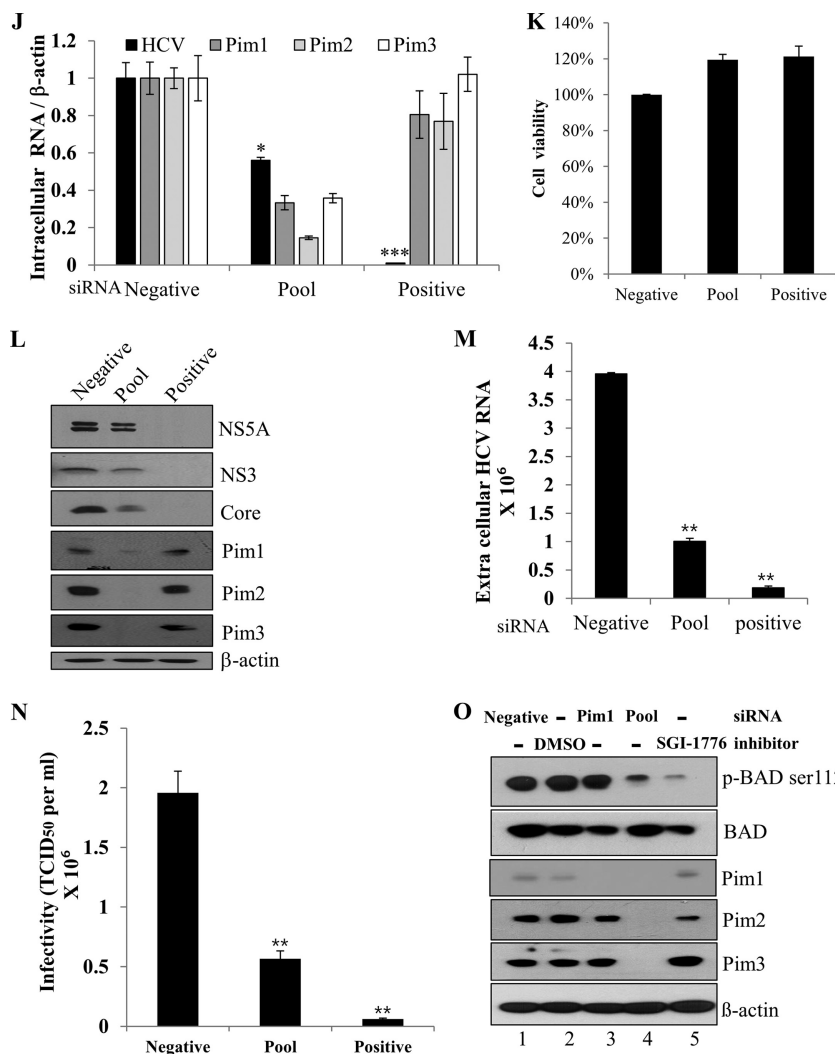 J
HCV Pim1 Pim2 Pim3
Intracellular RNA / β-actin
1.2
1
0.8
0.6
0.4
0.2
0
*
***
siRNA Negative Pool Positive
K
Cell viability
120%
100%
120%
100%
80%
60%
40%
20%
0%
Negative Pool Positive
L
Negative Pool Positive
NS5A
NS3
Core
Pim1
Pim2
Pim3
β-actin
M
Extra cellular HCV RNA
X 10⁶
4.5
4
3.5
3
2.5
2
1.5
1
0.5
0
**
**
siRNA Negative Pool positive
N
Infectivity (TCID₅₀ per ml)
X 10⁶
2.5
2
1.5
1
0.5
0
**
**
Negative Pool Positive
O
Negative – Pim1 Pool – siRNA
– DMSO – – SGI-1776 inhibitor
p-BAD ser112
BAD
Pim1
Pim2
Pim3
ß-actin
1 2 3 4 5